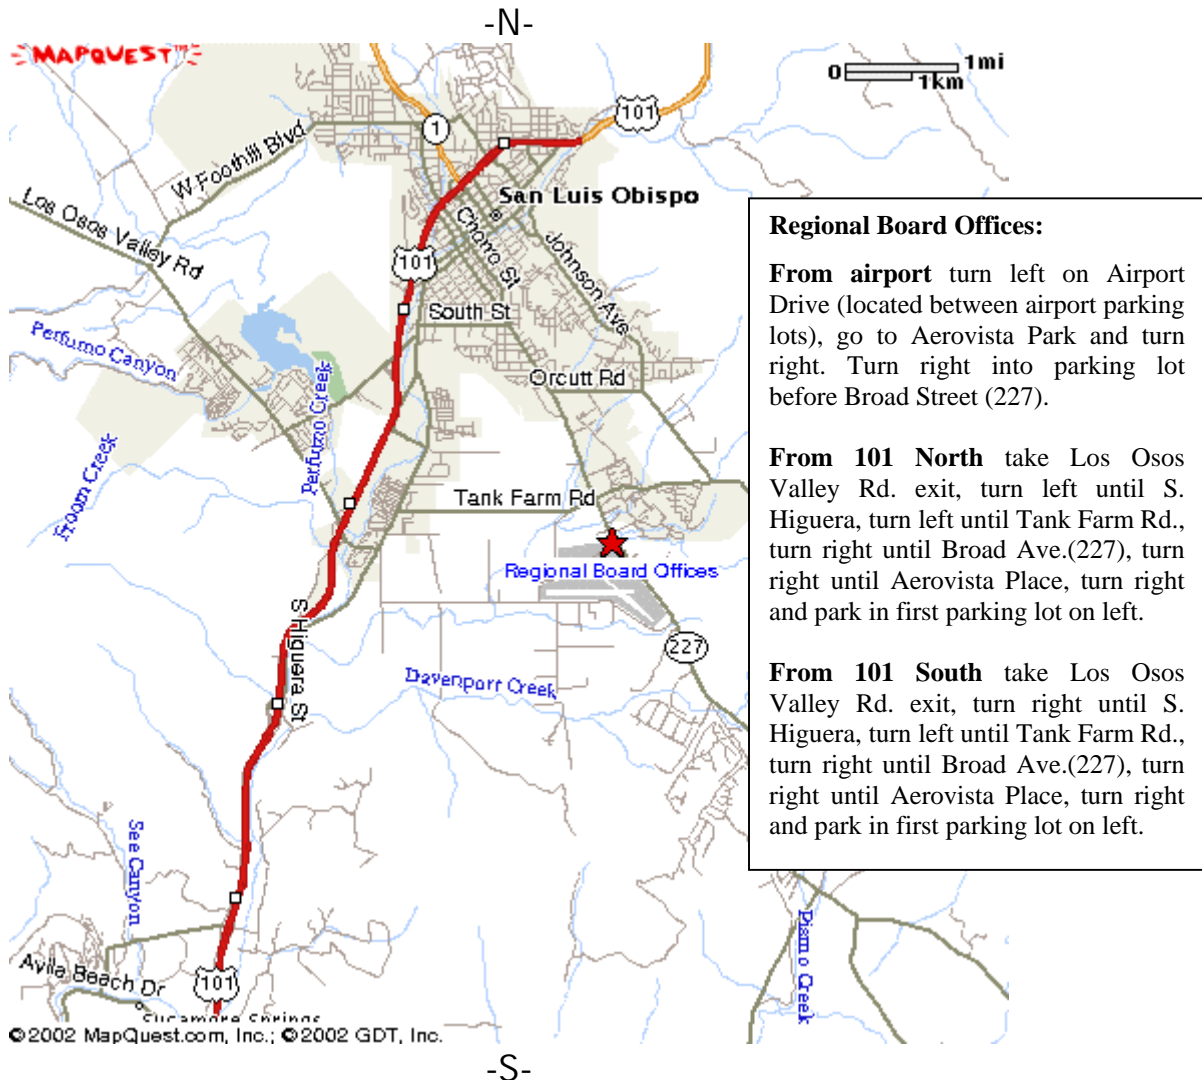 -N-
MAPQUEST™
0 1mi
1km
101
1
W Foothill Blvd
San Luis Obispo
Los Osos Valley Rd
Chorro St
Johnson Ave
101
South St
Perfumo Canyon
Perfumo Creek
Orcutt Rd
Froom Creek
Tank Farm Rd
Regional Board Offices
S Higuera St
227
Davenport Creek
See Canyon
Avila Beach Dr
101
Sycamore Springs
Pismo Creek
©2002 MapQuest.com, Inc.; ©2002 GDT, Inc.
-S-
Regional Board Offices:
From airport turn left on Airport
Drive (located between airport parking
lots), go to Aerovista Park and turn
right. Turn right into parking lot
before Broad Street (227).
From 101 North take Los Osos
Valley Rd. exit, turn left until S.
Higuera, turn left until Tank Farm Rd.,
turn right until Broad Ave.(227), turn
right until Aerovista Place, turn right
and park in first parking lot on left.
From 101 South take Los Osos
Valley Rd. exit, turn right until S.
Higuera, turn left until Tank Farm Rd.,
turn right until Broad Ave.(227), turn
right until Aerovista Place, turn right
and park in first parking lot on left.